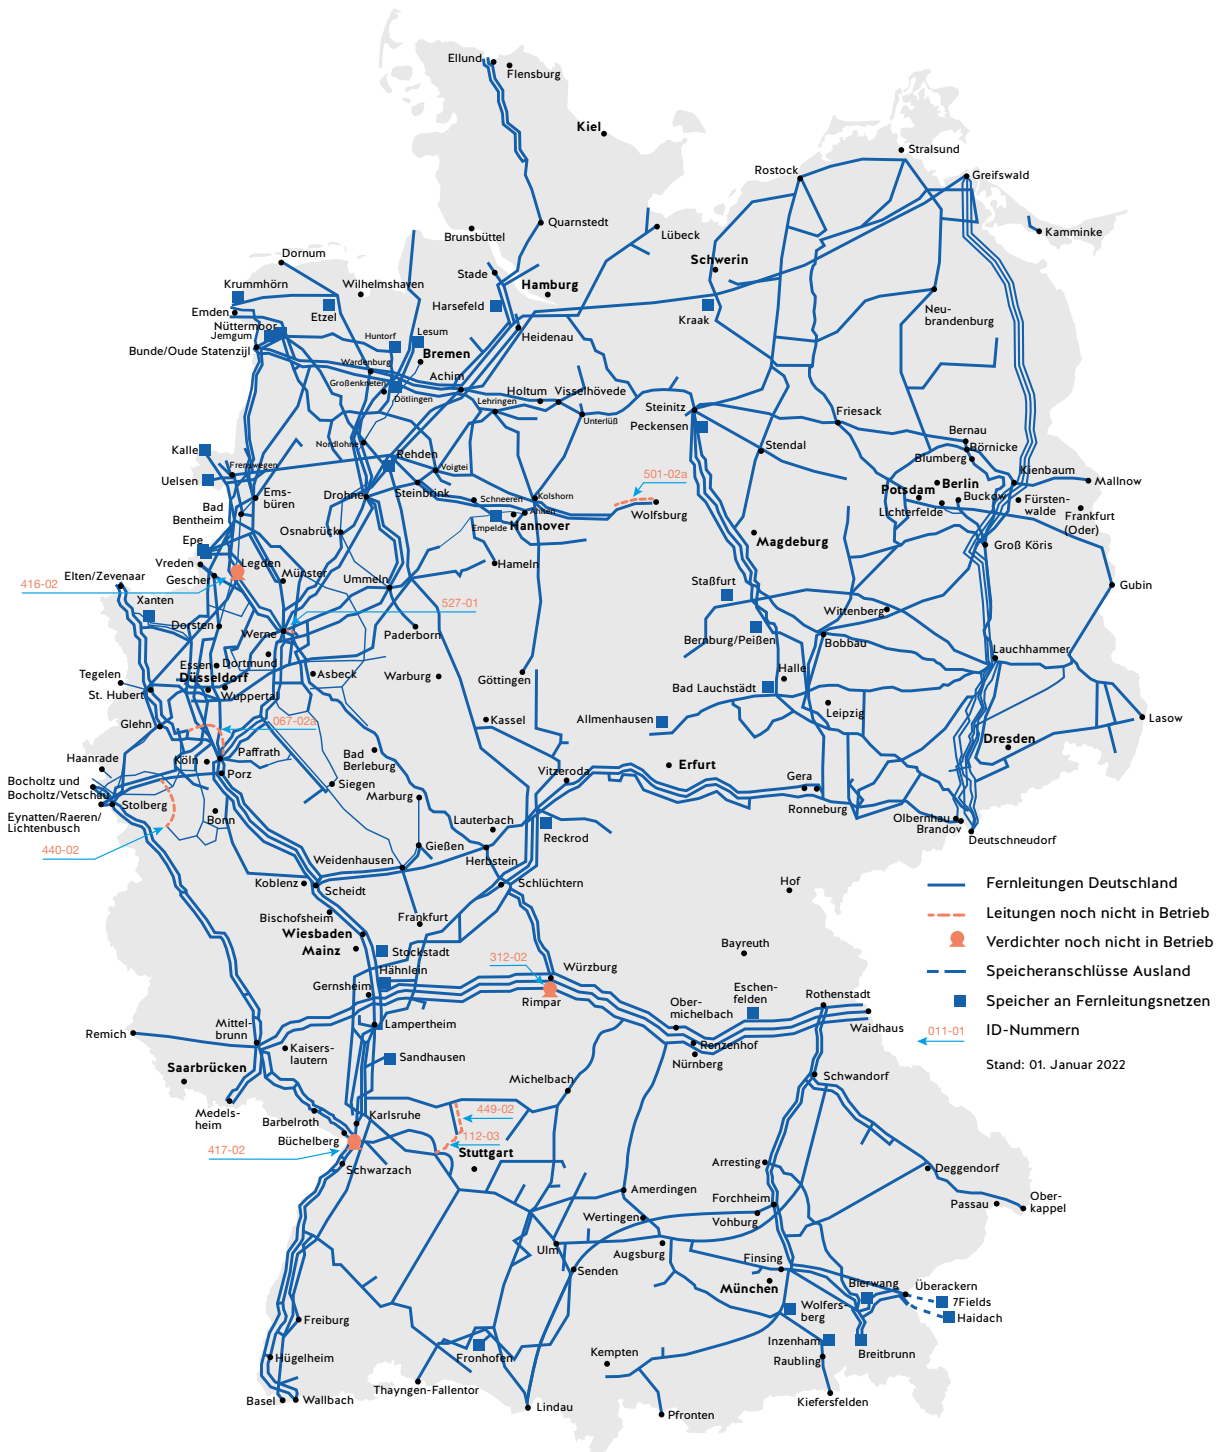 Ellund
Flensburg
Kiel
Stralsund
Rostock
Greifswald
Quarnstedt
Brunsbüttel
Lübeck
Kamminke
Dornum
Stade
Schwerin
Krummhörn
Wilhelmshaven
Hamburg
Emden
Etzel
Harsefeld
Kraak
Neu-
brandenburg
Nüttermoor
Jemgum
Huntorf
Lesum
Heidenau
Bunde/Oude Statenzijl
Bremen
Wardenburg
Großenkneten
Achim
Dötlingen
Lehringen
Holtum
Visselhövede
Unterlüß
Steinitz
Peckensen
Friesack
Stendal
Bernau
Börnicke
Blumberg
Kalle
Nordlohne
Rehden
Frenswegen
Voigtei
Uelsen
501-02a
Kienbaum
Mallnow
Berlin
Potsdam
Buckow
Lichterfelde
Fürsten-
walde
Frankfurt
(Oder)
Ems-
büren
Drohne
Steinbrink
Schneeren
Kolshorn
Ahlten
Empelde
Hannover
Wolfsburg
Bad
Bentheim
Osnabrück
Magdeburg
Groß Köris
Epe
Vreden
Legden
Gescher
Münster
Hameln
Elten/Zevenaar
416-02
Ummeln
Staßfurt
Gubin
Xanten
527-01
Wittenberg
Dorsten
Werne
Paderborn
Bernburg/Peißen
Bobbau
Lauchhammer
Essen
Dortmund
Tegelen
Düsseldorf
Asbeck
Warburg
Göttingen
Halle
St. Hubert
Wuppertal
Bad Lauchstädt
Glehn
067-02a
Kassel
Allmenhausen
Leipzig
Lasow
Dresden
Haanrade
Köln
Paffrath
Bad
Berleburg
Porz
Vitzeroda
Erfurt
Gera
Bocholtz und
Bocholtz/Vetschau
Stolberg
Siegen
Marburg
Ronneburg
Eynatten/Raeren/
Lichtenbusch
Bonn
Lauterbach
Reckrod
Olbernhau
Brandov
Deutschneudorf
440-02
Gießen
Weidenhausen
Herbstein
Koblenz
Scheidt
Schlüchtern
Hof
Fernleitungen Deutschland
Bischofsheim
Frankfurt
Leitungen noch nicht in Betrieb
Wiesbaden
Mainz
Stockstadt
Bayreuth
Verdichter noch nicht in Betrieb
312-02
Hähnlein
Würzburg
Speicheranschlüsse Ausland
Gernsheim
Rimpar
Eschen-
felden
Ober-
michelbach
Rothenstadt
Speicher an Fernleitungsnetzen
Remich
Mittel-
brunn
Lampertheim
Waidhaus
011-01
ID-Nummern
Kaisers-
lautern
Sandhausen
Renzenhof
Nürnberg
Stand: 01. Januar 2022
Saarbrücken
Michelbach
Schwandorf
Medels-
heim
Barbelroth
Karlsruhe
449-02
Büchelberg
112-03
417-02
Stuttgart
Schwarzach
Arresting
Deggendorf
Amerdingen
Forchheim
Passau
Ober-
kappel
Wertingen
Vohburg
Ulm
Augsburg
Finsing
Senden
München
Bierwang
Überackern
7Fields
Haidach
Wolfers-
berg
Freiburg
Inzenham
Breitbrunn
Hügelheim
Fronhofen
Kempten
Raubling
Thayngen-Fallentor
Kiefersfelden
Basel
Wallbach
Lindau
Pfronten